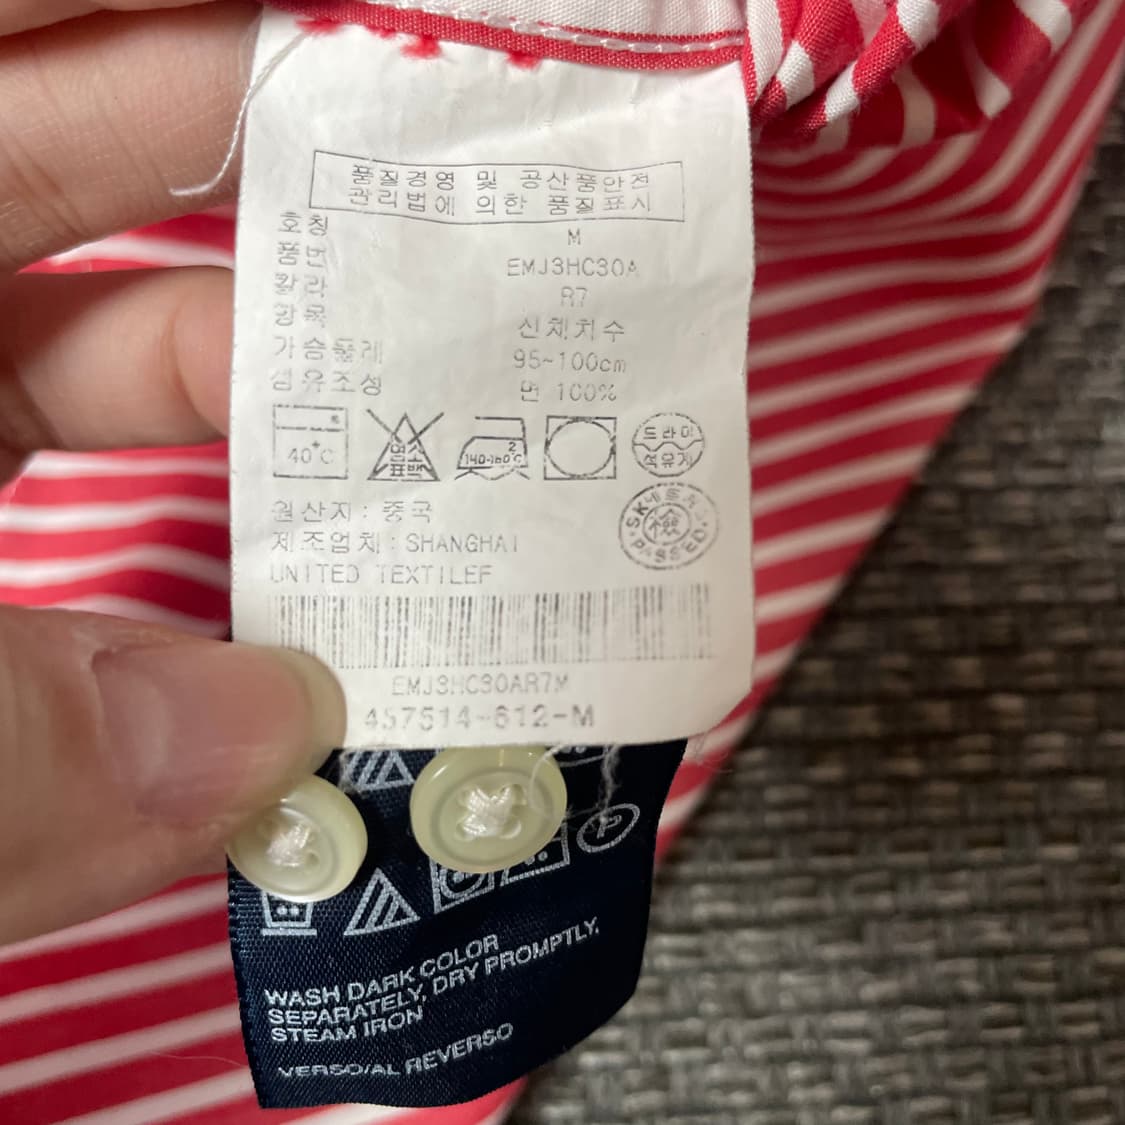 품질경영 및 공산품안전
관리법에 의한 품질표시
호칭 M
품번 EMJ3HC30A
칼라 R7
항목 신체치수
가슴둘레 95~100cm
섬유조성 면 100%
40°C
염소
표백
2
140-160°C
드라이
석유계
원산지 : 중국
제조업체 : SHANGHAI
UNITED TEXTILEF
檢
PASSED
EMJ3HC30AR7M
457514-612-M
P
WASH DARK COLOR
SEPARATELY, DRY PROMPTLY,
STEAM IRON
VERSO/AL REVERSO